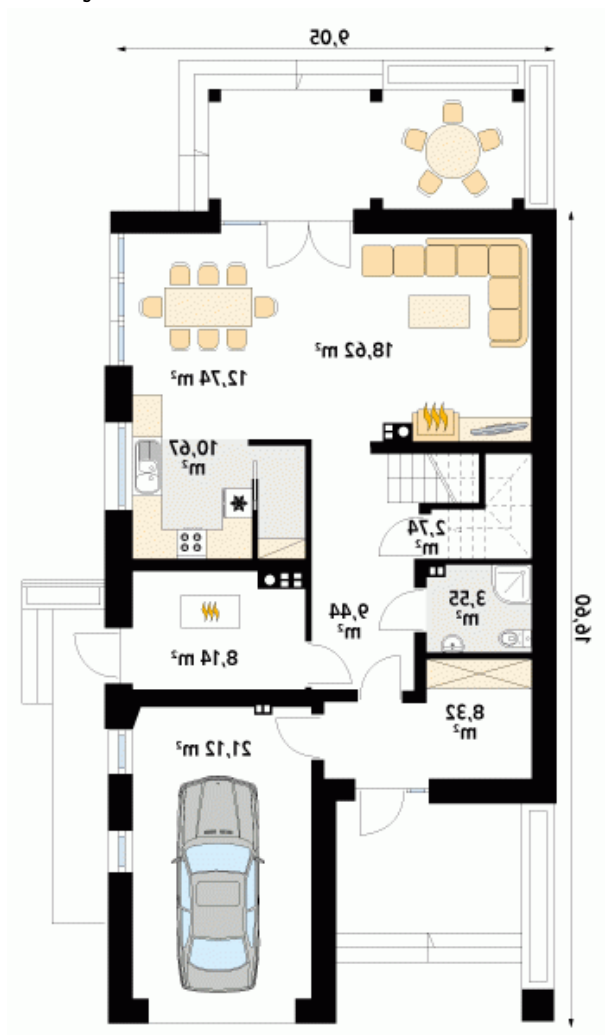 9,05
18,62 m²
12,74 m²
10,67
m²
2,74
m²
3,55
m²
9,44
m²
16,90
8,14 m²
8,32
m²
21,12 m²